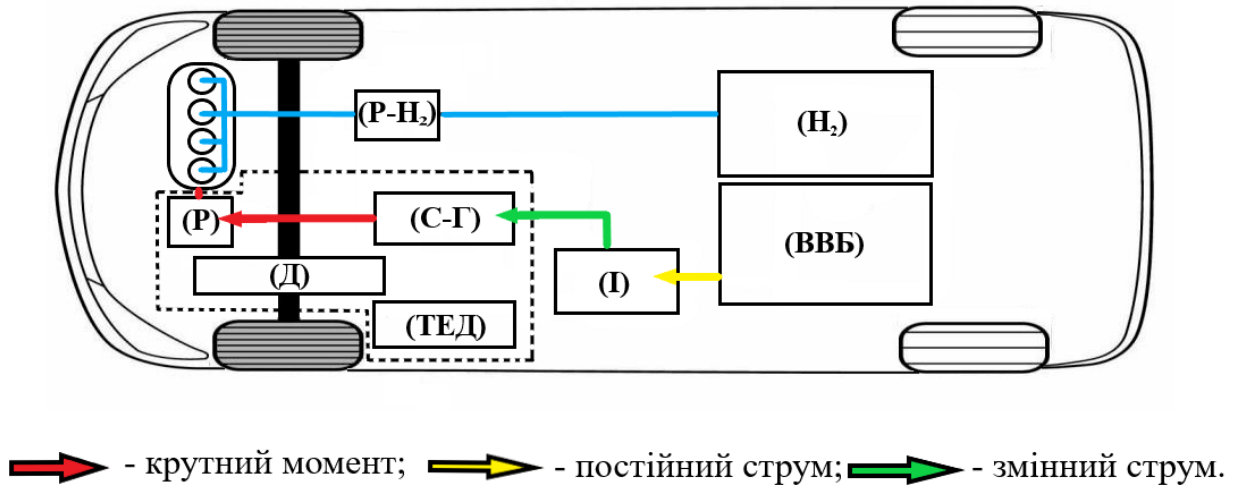 (Р-Н₂)
(Н₂)
(Р)
(С-Г)
(ВВБ)
(Д)
(І)
(ТЕД)
- крутний момент; - постійний струм; - змінний струм.